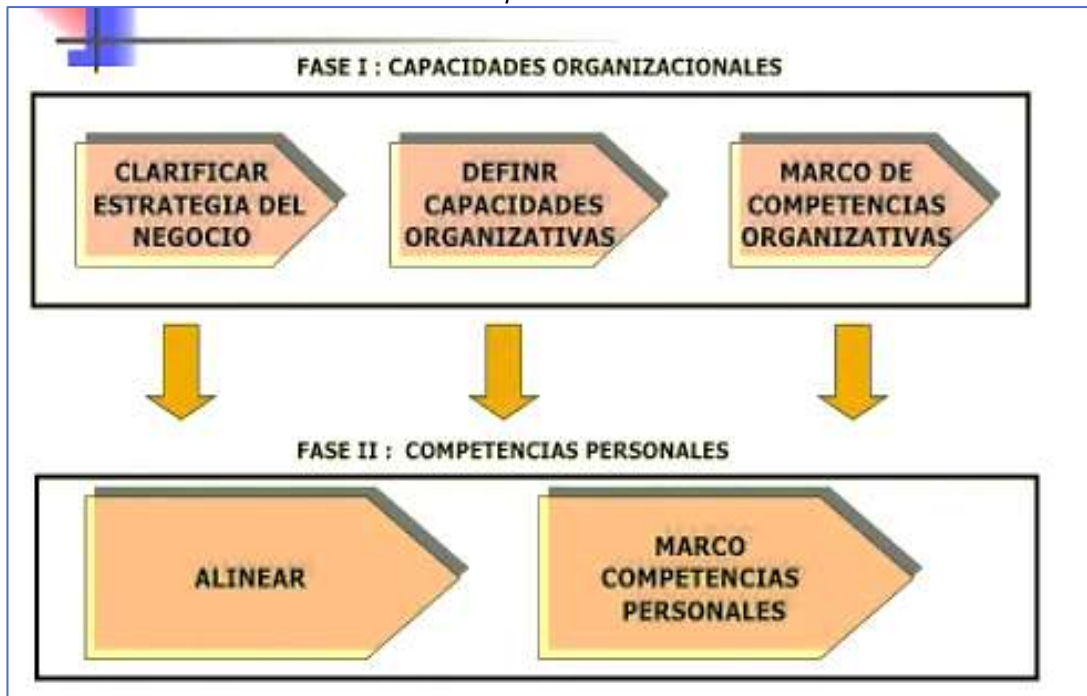 FASE I : CAPACIDADES ORGANIZACIONALES
CLARIFICAR
ESTRATEGIA DEL
NEGOCIO
DEFINR
CAPACIDADES
ORGANIZATIVAS
MARCO DE
COMPETENCIAS
ORGANIZATIVAS
FASE II : COMPETENCIAS PERSONALES
ALINEAR
MARCO
COMPETENCIAS
PERSONALES